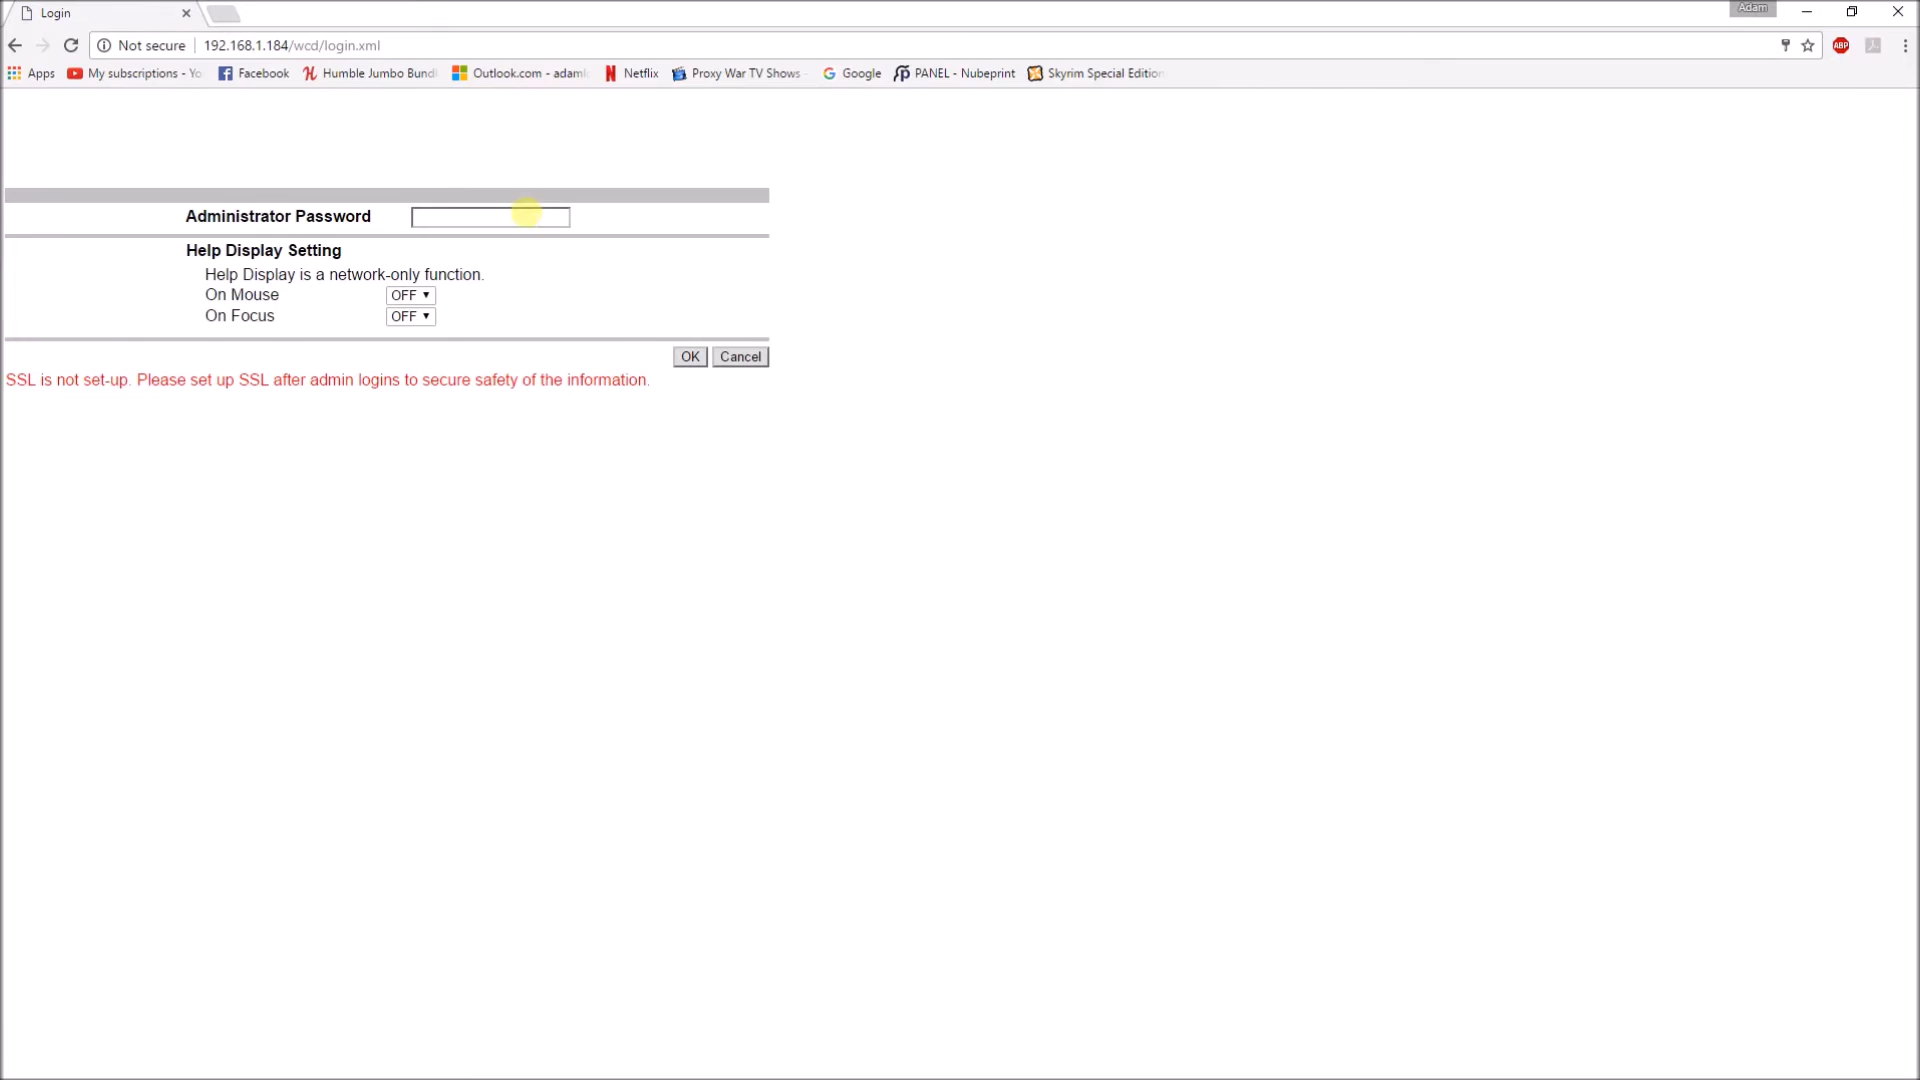 Login
Adam
Not secure 192.168.1.184/wcd/login.xml
ABP
Apps My subscriptions - Yo Facebook Humble Jumbo Bundl Outlook.com - adaml Netflix Proxy War TV Shows - Google PANEL - Nubeprint Skyrim Special Edition
Administrator Password
Help Display Setting
Help Display is a network-only function.
On Mouse OFF
On Focus OFF
OK Cancel
SSL is not set-up. Please set up SSL after admin logins to secure safety of the information.